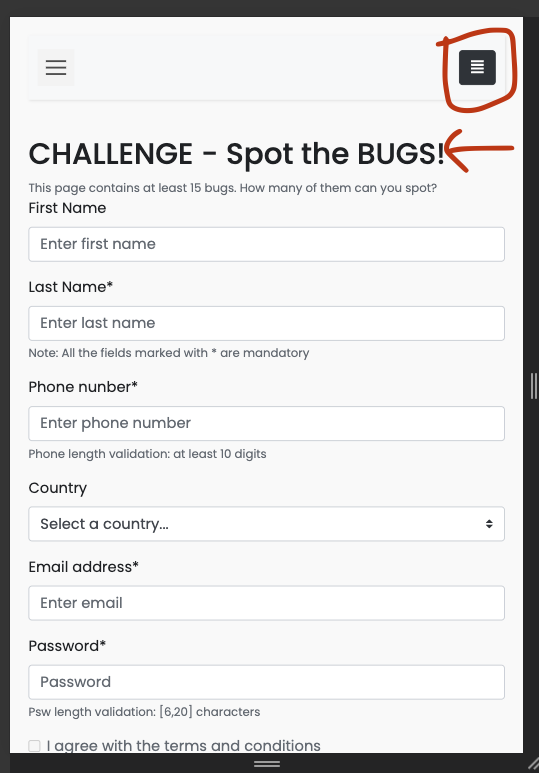 CHALLENGE - Spot the BUGS!
This page contains at least 15 bugs. How many of them can you spot?
First Name
Enter first name
Last Name*
Enter last name
Note: All the fields marked with * are mandatory
Phone nunber*
Enter phone number
Phone length validation: at least 10 digits
Country
Select a country...
Email address*
Enter email
Password*
Password
Psw length validation: [6,20] characters
I agree with the terms and conditions